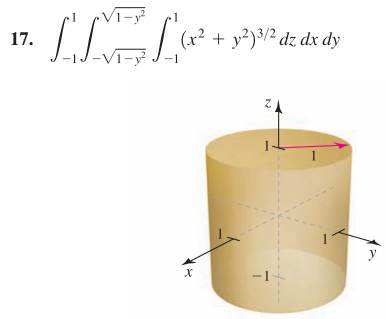 17. ∫_{-1}^{1} ∫_{-√(1-y²)}^{√(1-y²)} ∫_{-1}^{1} (x² + y²)^{3/2} dz dx dy
z
1
1
1
1
x
y
-1